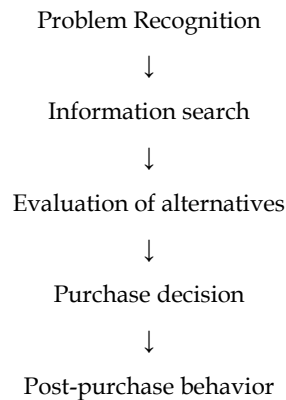 Problem Recognition
↓
Information search
↓
Evaluation of alternatives
↓
Purchase decision
↓
Post-purchase behavior